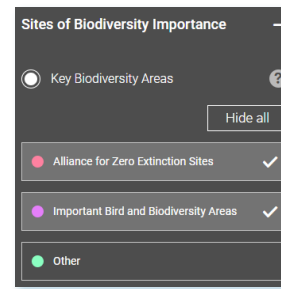 Sites of Biodiversity Importance
Key Biodiversity Areas ?
Hide all
Alliance for Zero Extinction Sites
Important Bird and Biodiversity Areas
Other